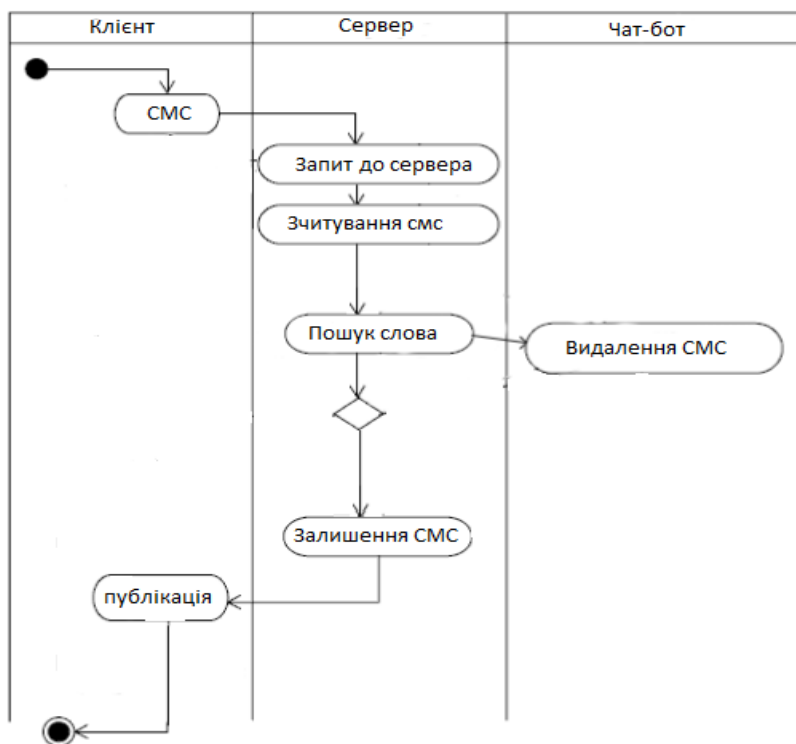 Клієнт
Сервер
Чат-бот
СМС
Запит до сервера
Зчитування смс
Пошук слова
Видалення СМС
Залишення СМС
публікація